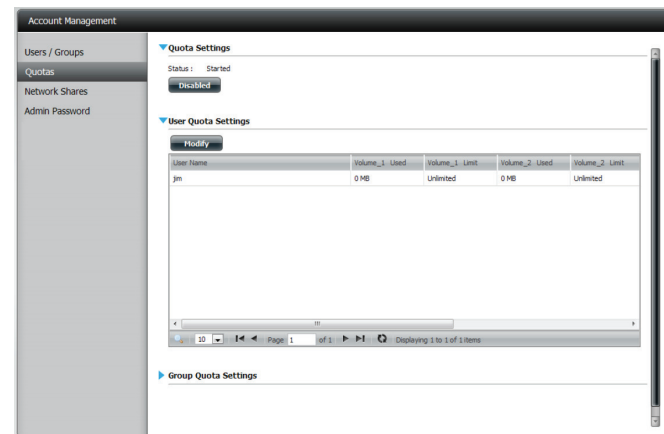 Account Management
Users / Groups
Quotas
Network Shares
Admin Password
Quota Settings
Status : Started
Disabled
User Quota Settings
Modify
User Name Volume_1 Used Volume_1 Limit Volume_2 Used Volume_2 Limit
jim 0 MB Unlimited 0 MB Unlimited
10 Page 1 of 1 Displaying 1 to 1 of 1 items
Group Quota Settings